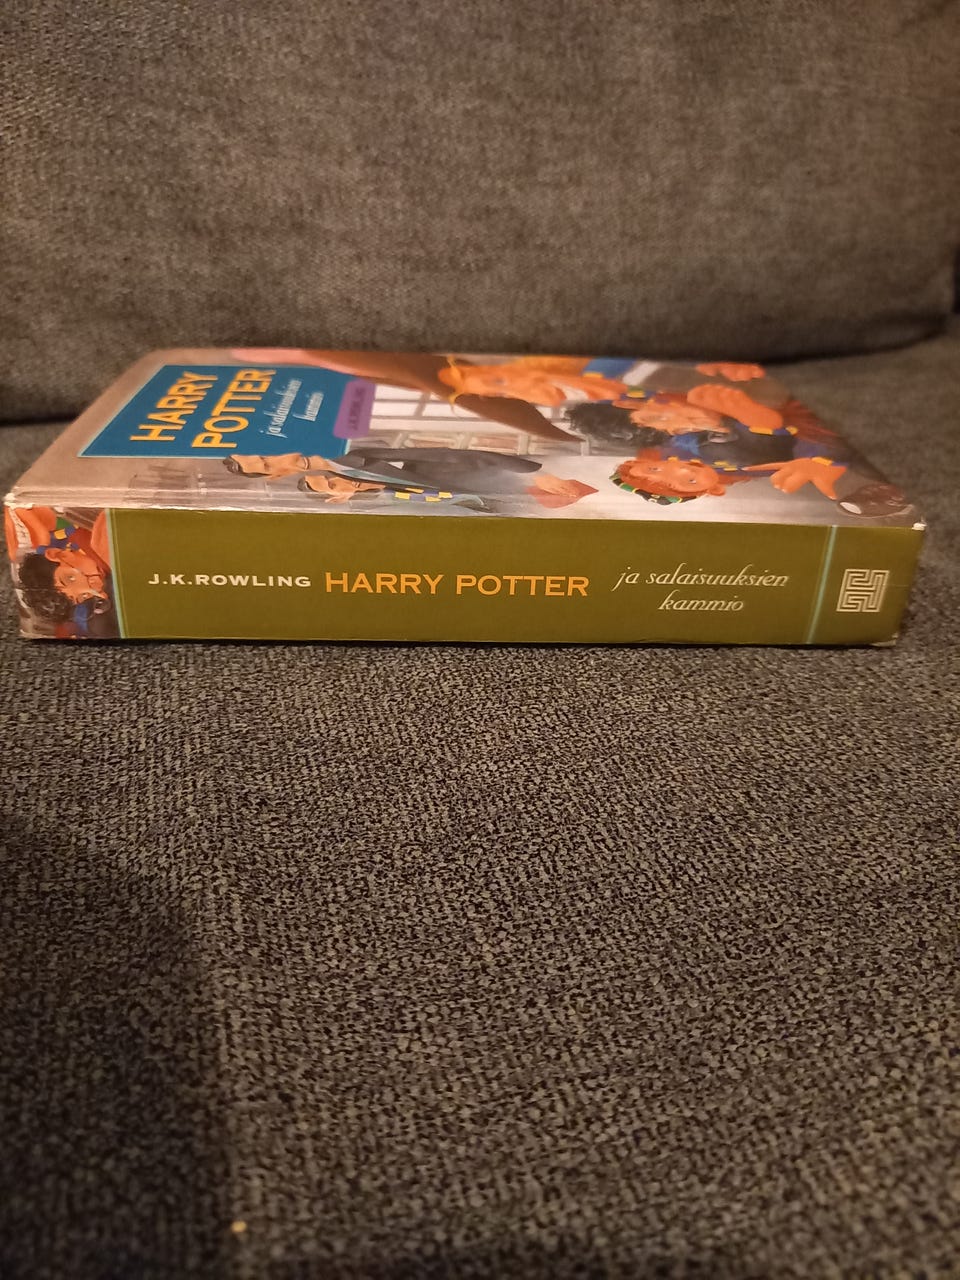 HARRY
POTTER
ja salaisuuksien
kammio
J.K.ROWLING HARRY POTTER ja salaisuuksien
kammio